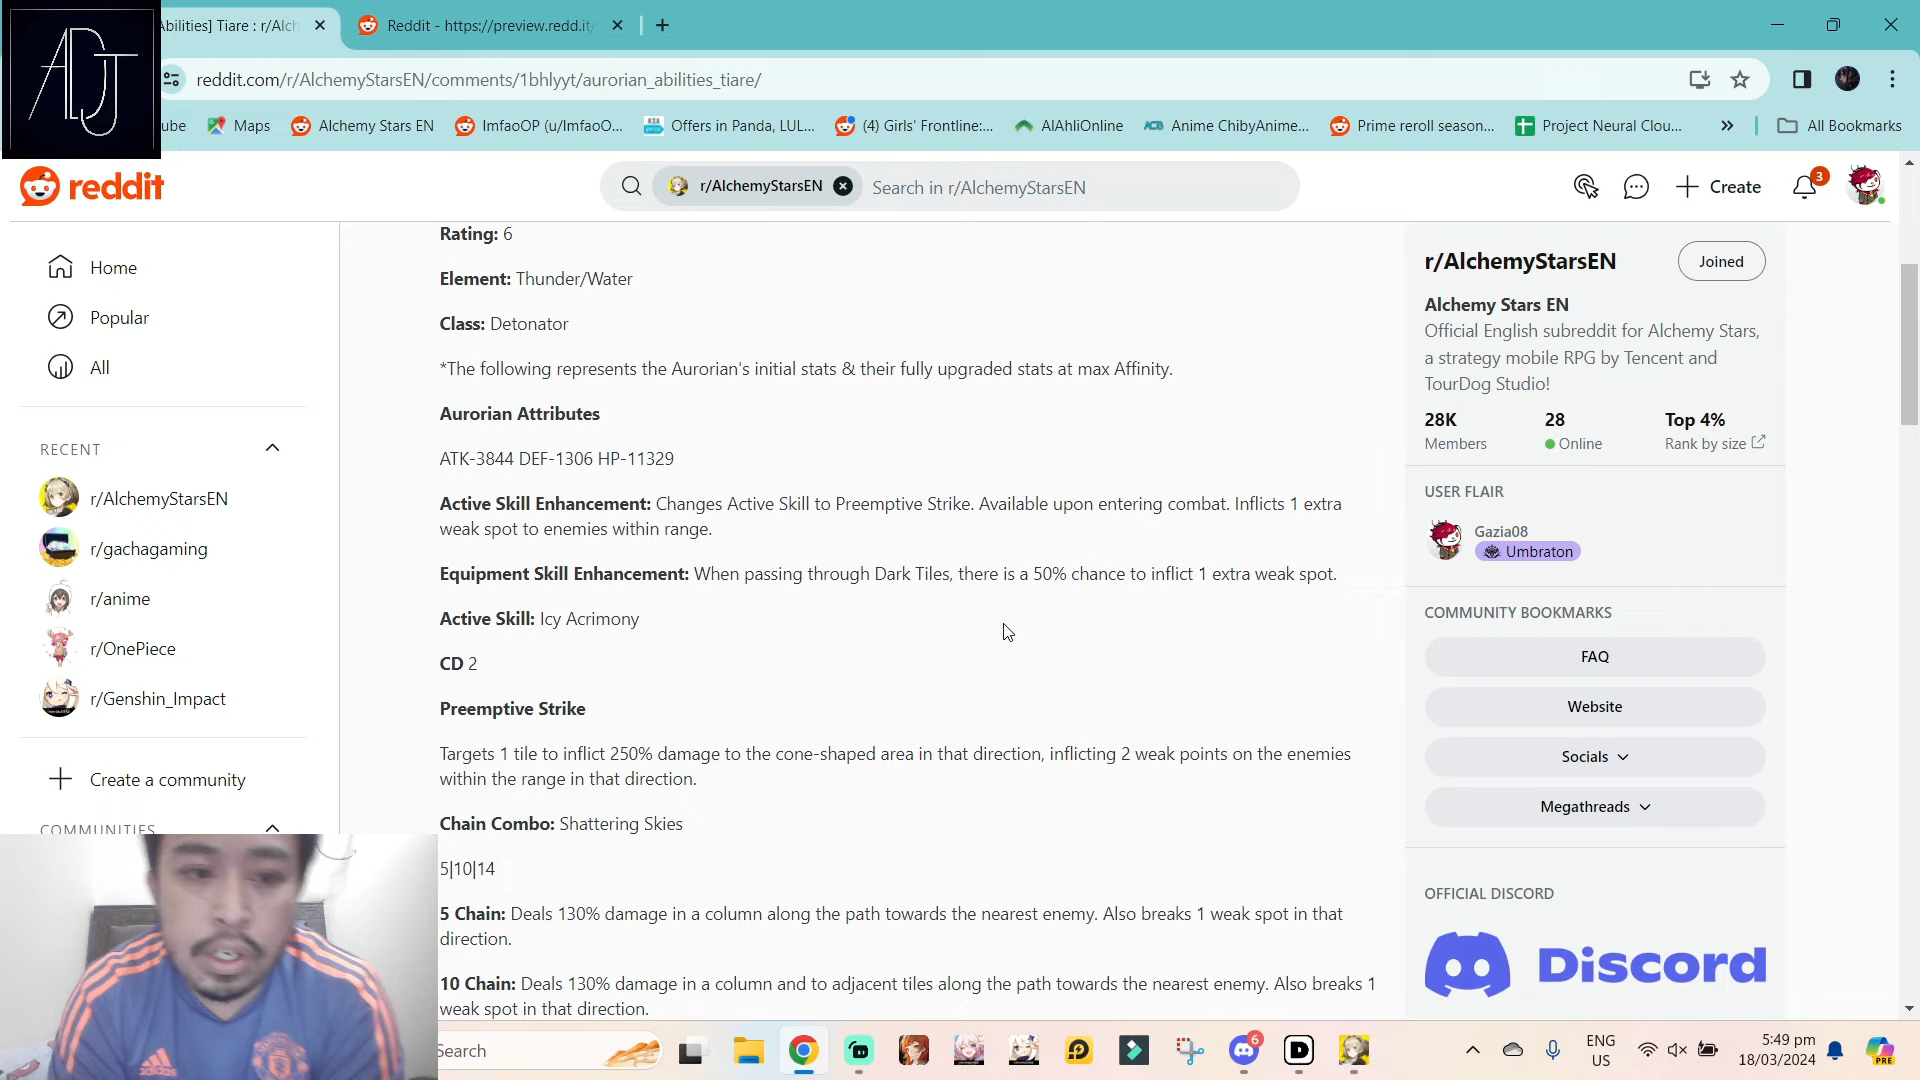 Abilities] Tiare : r/Alch
Reddit - https://preview.redd.it/
ADJ
reddit.com/r/AlchemyStarsEN/comments/1bhlyyt/aurorian_abilities_tiare/
ube
Maps
Alchemy Stars EN
lmfaoOP (u/lmfaoO...
Offers in Panda, LUL...
(4) Girls' Frontline:...
AlAhliOnline
Anime ChibyAnime...
Prime reroll season...
Project Neural Clou...
»
All Bookmarks
reddit
r/AlchemyStarsEN
Search in r/AlchemyStarsEN
Create
3
Home
Popular
All
RECENT
r/AlchemyStarsEN
r/gachagaming
r/anime
r/OnePiece
r/Genshin_Impact
Create a community
COMMUNITIES
Rating: 6
Element: Thunder/Water
Class: Detonator
*The following represents the Aurorian's initial stats & their fully upgraded stats at max Affinity.
Aurorian Attributes
ATK-3844 DEF-1306 HP-11329
Active Skill Enhancement: Changes Active Skill to Preemptive Strike. Available upon entering combat. Inflicts 1 extra
weak spot to enemies within range.
Equipment Skill Enhancement: When passing through Dark Tiles, there is a 50% chance to inflict 1 extra weak spot.
Active Skill: Icy Acrimony
CD 2
Preemptive Strike
Targets 1 tile to inflict 250% damage to the cone-shaped area in that direction, inflicting 2 weak points on the enemies
within the range in that direction.
Chain Combo: Shattering Skies
5|10|14
5 Chain: Deals 130% damage in a column along the path towards the nearest enemy. Also breaks 1 weak spot in that
direction.
10 Chain: Deals 130% damage in a column and to adjacent tiles along the path towards the nearest enemy. Also breaks 1
weak spot in that direction.
r/AlchemyStarsEN
Joined
Alchemy Stars EN
Official English subreddit for Alchemy Stars,
a strategy mobile RPG by Tencent and
TourDog Studio!
28K
28
Top 4%
Members
Online
Rank by size
USER FLAIR
Gazia08
Umbraton
COMMUNITY BOOKMARKS
FAQ
Website
Socials
Megathreads
OFFICIAL DISCORD
Discord
Search
6
ENG
US
5:49 pm
18/03/2024
PRE